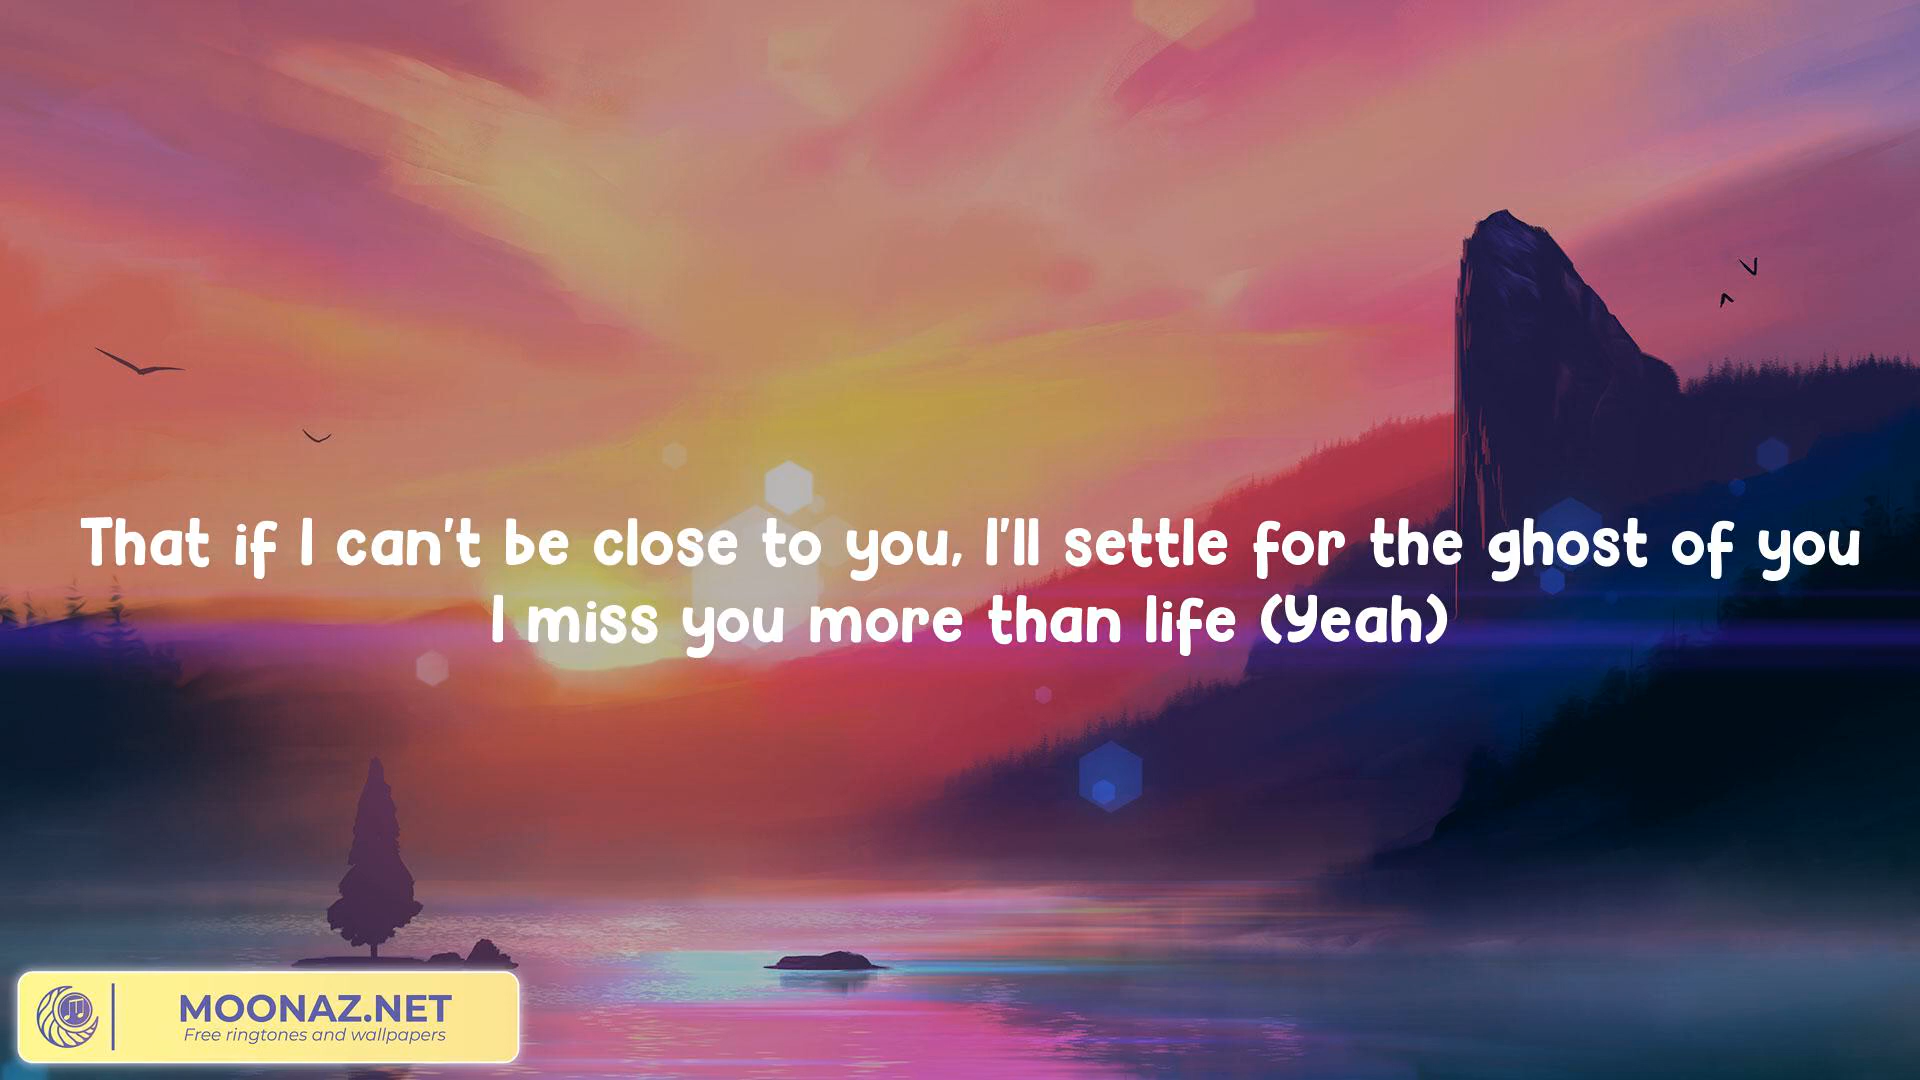 That if I can't be close to you, I'll settle for the ghost of you
I miss you more than life (Yeah)
MOONAZ.NET
Free ringtones and wallpapers